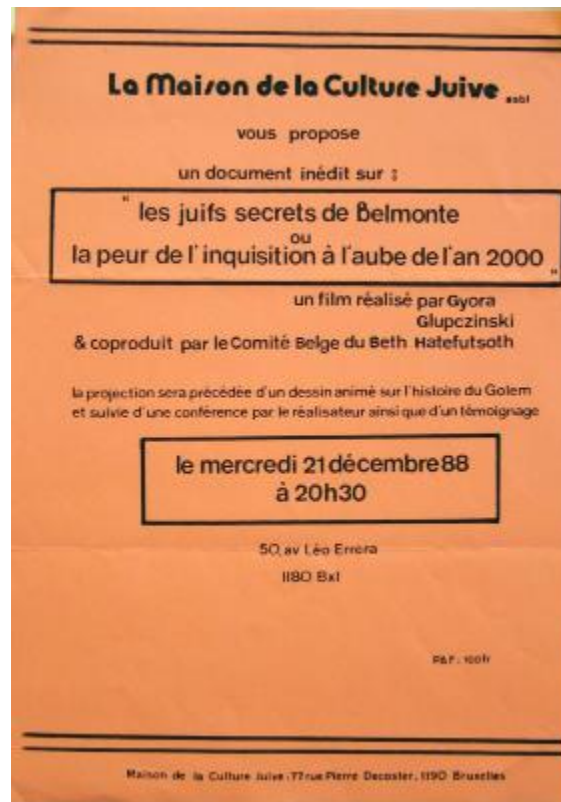 La Maison de la Culture Juive asbl
vous propose
un document inédit sur :
" les juifs secrets de Belmonte
ou
la peur de l'inquisition à l'aube de l'an 2000 "
un film réalisé par Gyora
Glupczinski
& coproduit par le Comité Belge du Beth Hatefutsoth
la projection sera précédée d'un dessin animé sur l'histoire du Golem
et suivie d'une conférence par le réalisateur ainsi que d'un témoignage
le mercredi 21 décembre 88
à 20h30
50, av Léo Errera
1180 Bxl
PAF : 100fr
Maison de la Culture Juive : 77 rue Pierre Decoster, 1190 Bruxelles